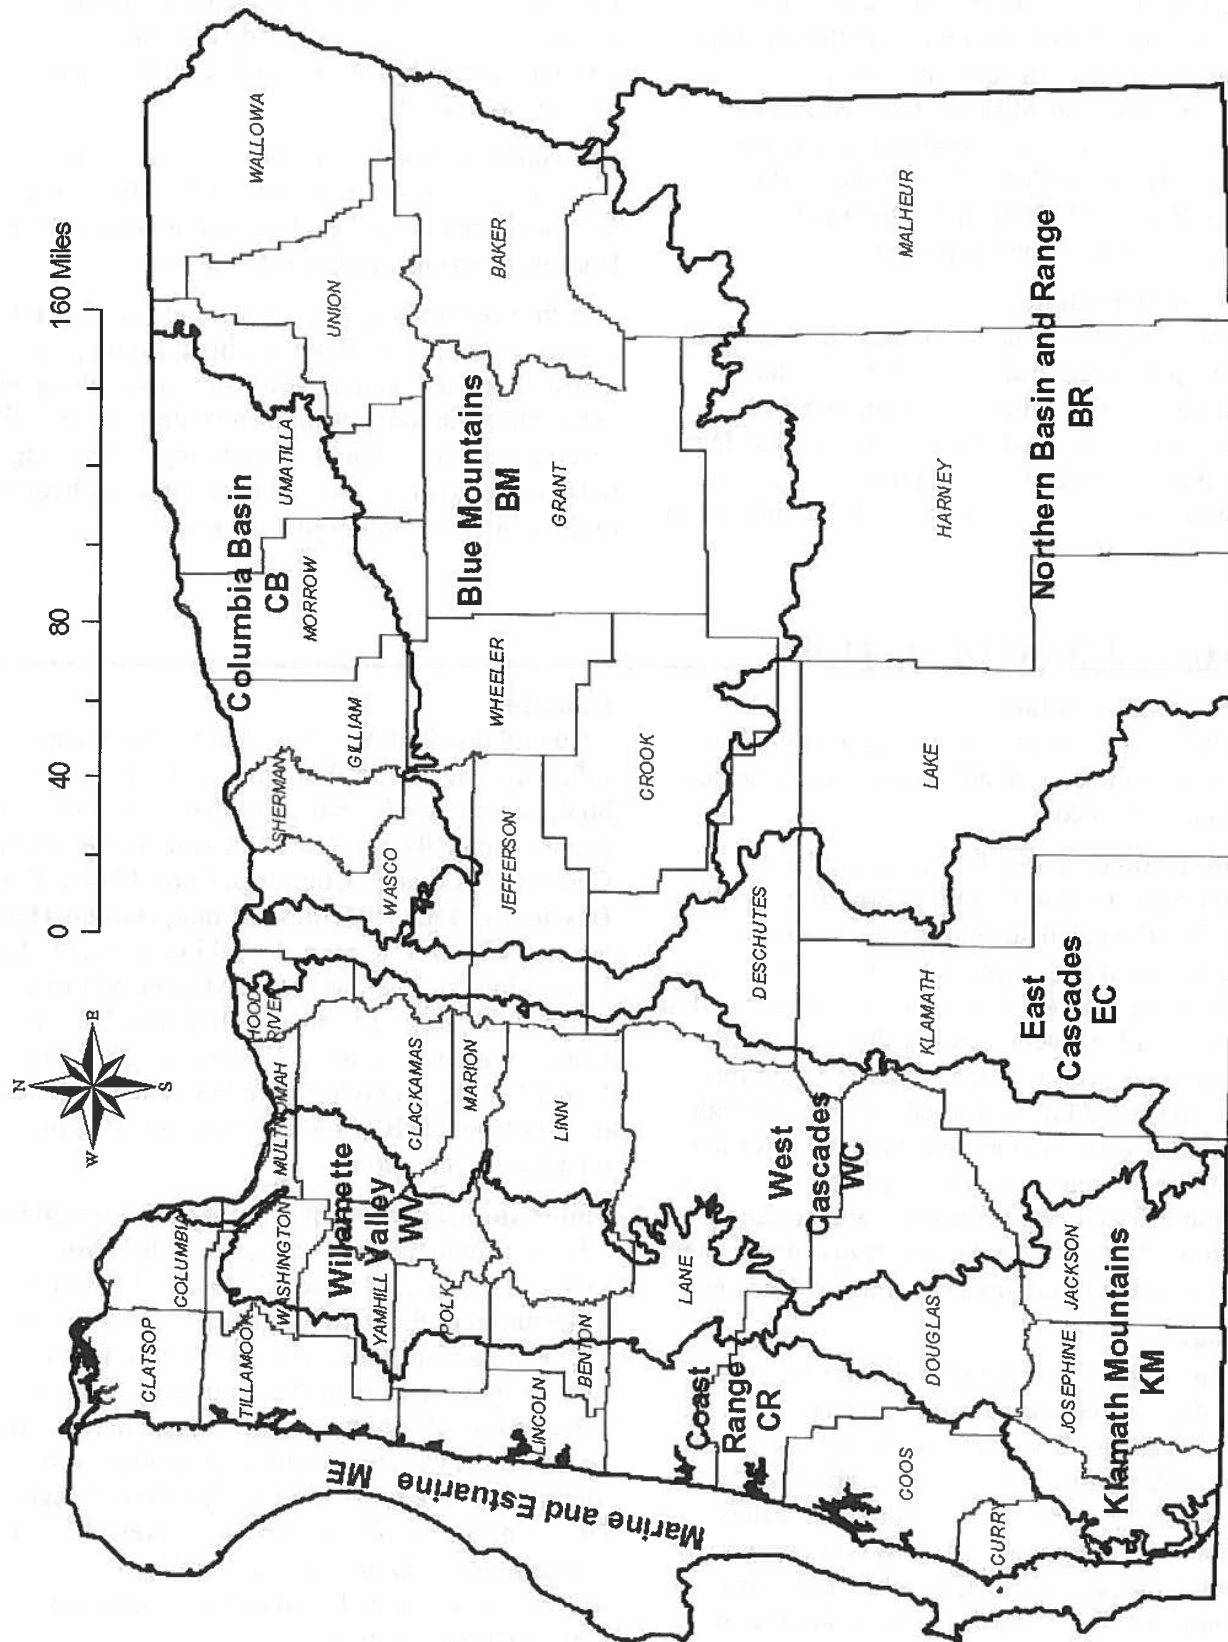 N
W
E
S
0
40
80
160 Miles
CLATSOP
COLUMBIA
TILLAMOOK
WASHINGTON
MULTNOMAH
HOOD
RIVER
SHERMAN
GILLIAM
MORROW
UMATILLA
UNION
WALLOWA
Columbia Basin
CB
Willamette
Valley
WV
YAMHILL
CLACKAMAS
WASCO
POLK
MARION
LINCOLN
BENTON
LINN
JEFFERSON
WHEELER
Blue Mountains
BM
GRANT
BAKER
CROOK
Marine and Estuarine ME
Coast
Range
CR
LANE
West
Cascades
WC
DESCHUTES
COOS
DOUGLAS
KLAMATH
LAKE
HARNEY
MALHEUR
CURRY
JOSEPHINE
JACKSON
Klamath Mountains
KM
East
Cascades
EC
Northern Basin and Range
BR